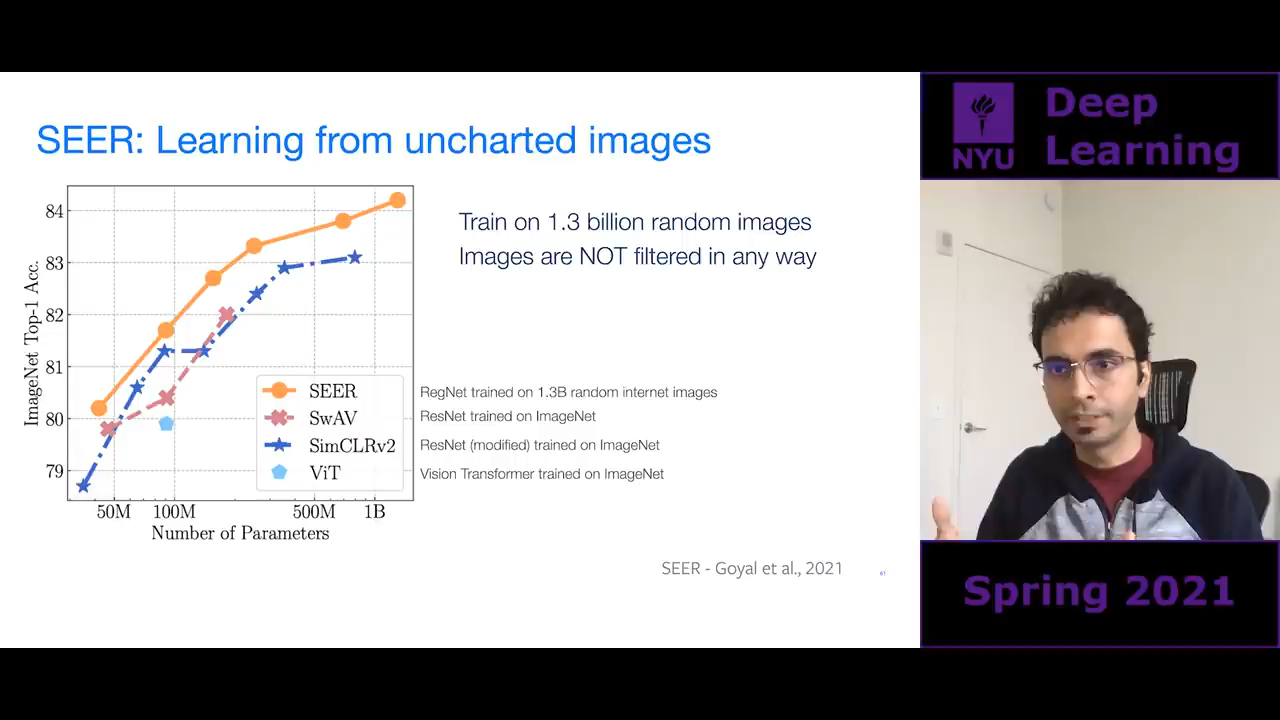 SEER: Learning from uncharted images
84
83
82
81
80
79
ImageNet Top-1 Acc.
50M 100M 500M 1B
Number of Parameters
SEER
SwAV
SimCLRv2
ViT
RegNet trained on 1.3B random internet images
ResNet trained on ImageNet
ResNet (modified) trained on ImageNet
Vision Transformer trained on ImageNet
Train on 1.3 billion random images
Images are NOT filtered in any way
SEER - Goyal et al., 2021
61
NYU
Deep
Learning
Spring 2021